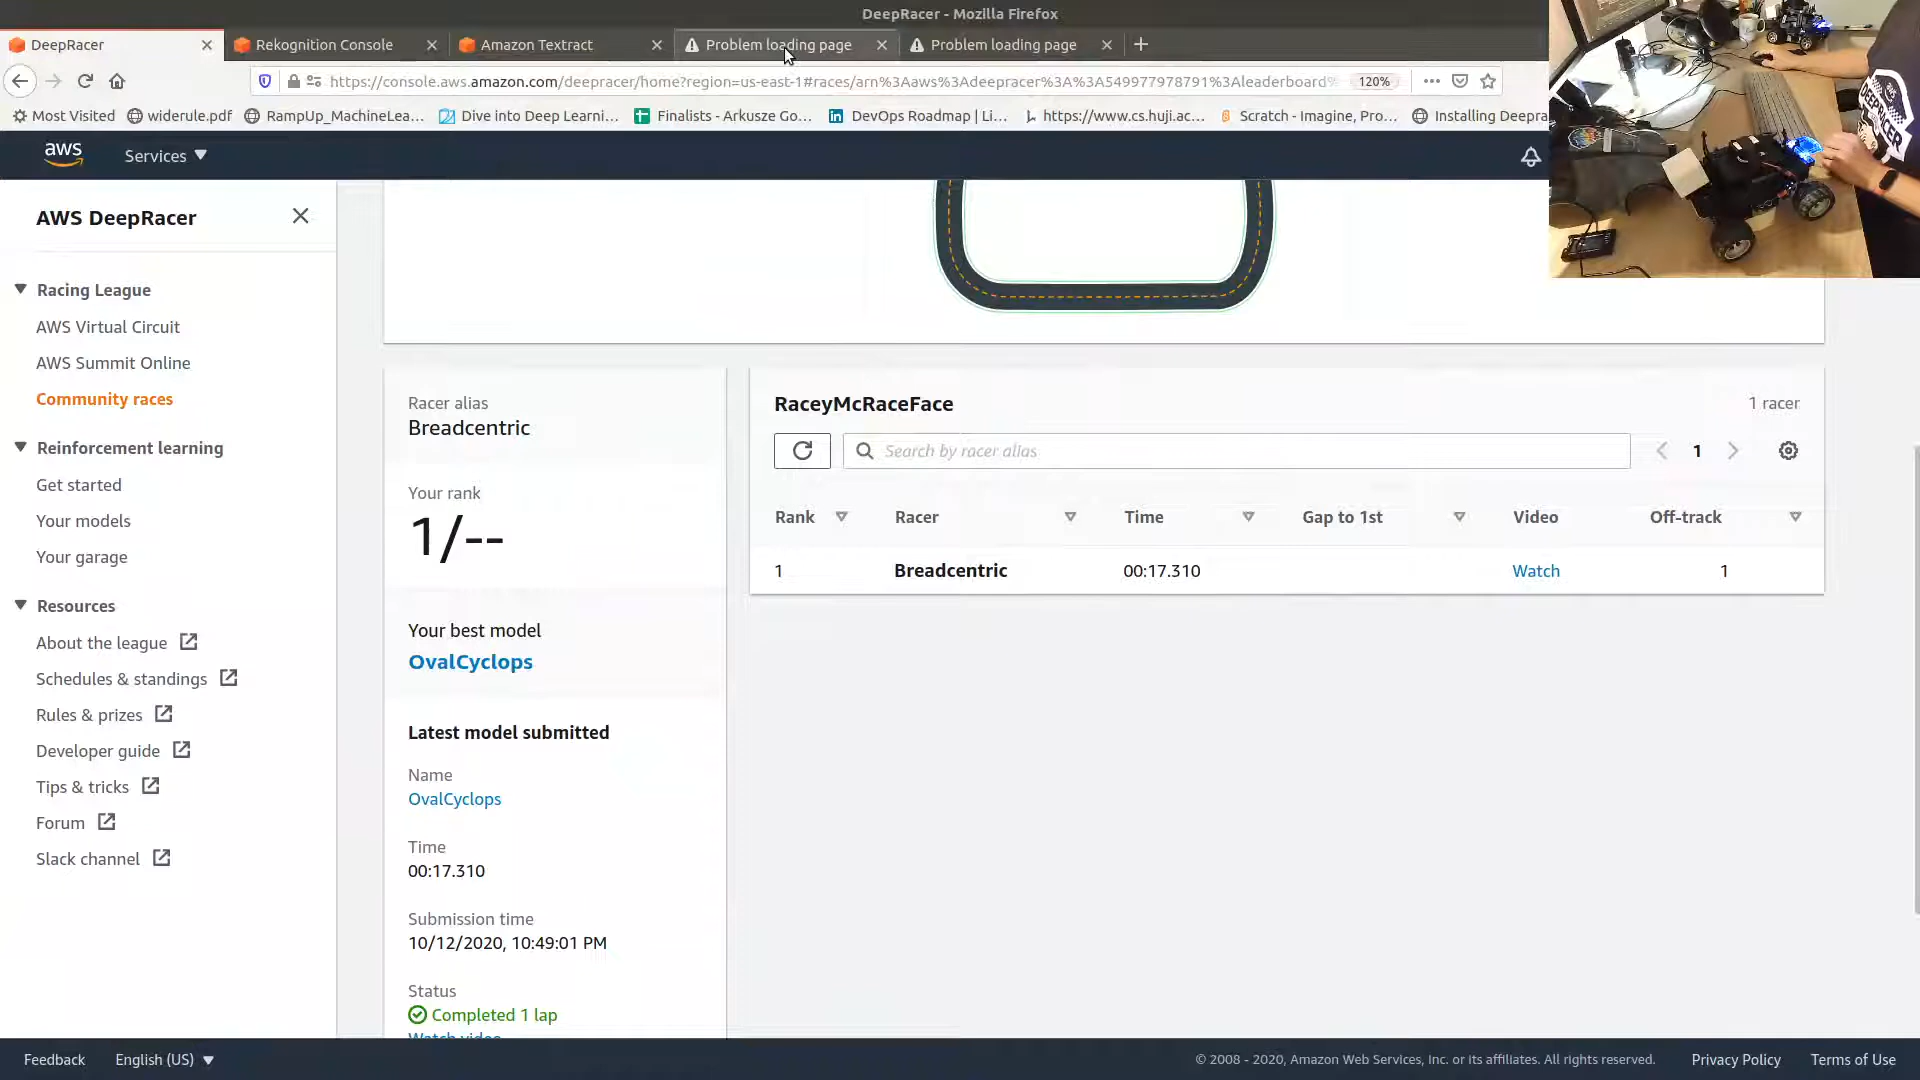 DeepRacer - Mozilla Firefox
DeepRacer
Rekognition Console
Amazon Textract
Problem loading page
Problem loading page
https://console.aws.amazon.com/deepracer/home?region=us-east-1#races/arn%3Aaws%3Adeepracer%3A%3A549977978791%3Aleaderboard%
120%
Most Visited
widerule.pdf
RampUp_MachineLea...
Dive into Deep Learni...
Finalists - Arkusze Go...
DevOps Roadmap | Li...
https://www.cs.huji.ac...
Scratch - Imagine, Pro...
Installing Deepra
aws
Services
AWS DeepRacer
Racing League
AWS Virtual Circuit
AWS Summit Online
Community races
Reinforcement learning
Get started
Your models
Your garage
Resources
About the league
Schedules & standings
Rules & prizes
Developer guide
Tips & tricks
Forum
Slack channel
Racer alias
Breadcentric
Your rank
1/--
Your best model
OvalCyclops
Latest model submitted
Name
OvalCyclops
Time
00:17.310
Submission time
10/12/2020, 10:49:01 PM
Status
Completed 1 lap
Watch video
RaceyMcRaceFace
1 racer
Search by racer alias
1
Rank Racer Time Gap to 1st Video Off-track
1 Breadcentric 00:17.310 Watch 1
DEEPRACER
Feedback
English (US)
© 2008 - 2020, Amazon Web Services, Inc. or its affiliates. All rights reserved.
Privacy Policy
Terms of Use